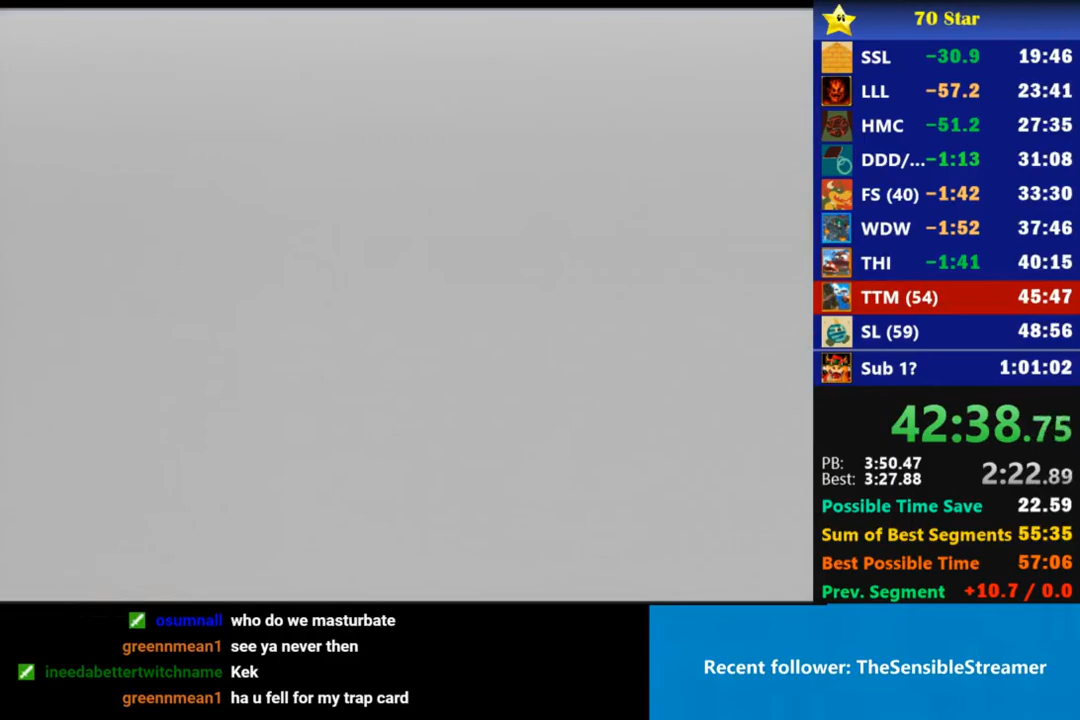 70 Star
SSL -30.9 19:46
LLL -57.2 23:41
HMC -51.2 27:35
DDD/... -1:13 31:08
FS (40) -1:42 33:30
WDW -1:52 37:46
THI -1:41 40:15
TTM (54) 45:47
SL (59) 48:56
Sub 1? 1:01:02
42:38.75
PB: 3:50.47
Best: 3:27.88
2:22.89
Possible Time Save 22.59
Sum of Best Segments 55:35
Best Possible Time 57:06
Prev. Segment +10.7 / 0.0
osumnall who do we masturbate
greennmean1 see ya never then
ineedabettertwitchname Kek
greennmean1 ha u fell for my trap card
Recent follower: TheSensibleStreamer